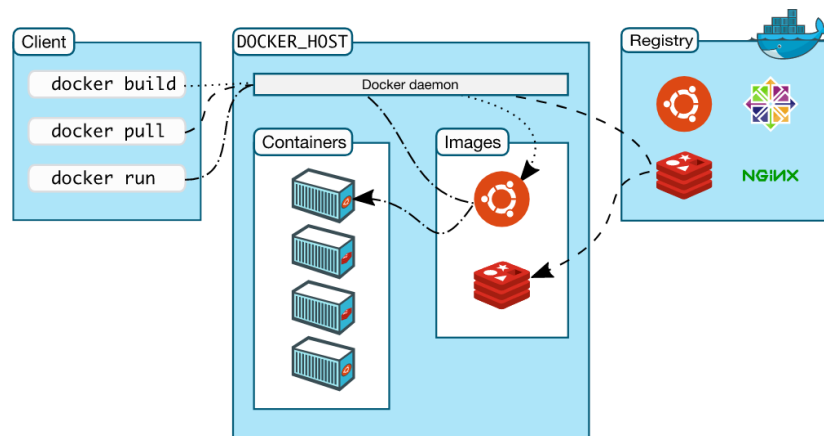 Client
docker build
docker pull
docker run
DOCKER_HOST
Docker daemon
Containers
Images
Registry
NGINX